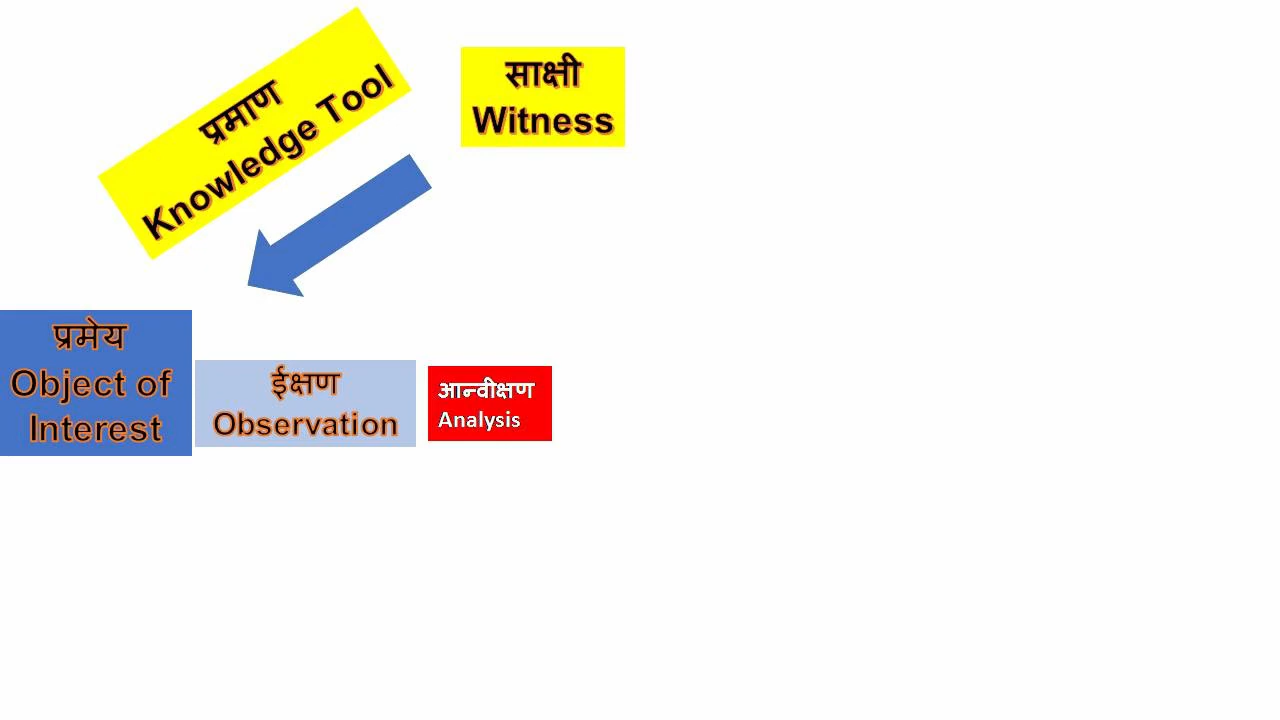 प्रमाण
Knowledge Tool
साक्षी
Witness
प्रमेय
Object of
Interest
ईक्षण
Observation
आन्वीक्षण
Analysis